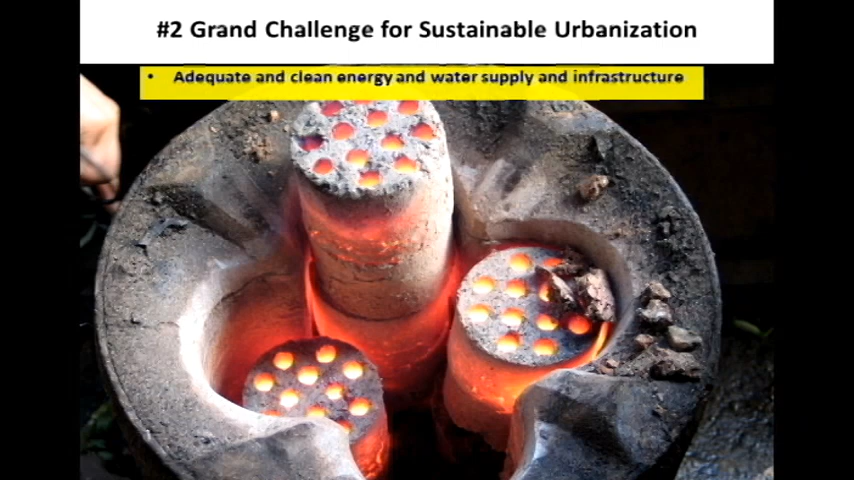 #2 Grand Challenge for Sustainable Urbanization
• Adequate and clean energy and water supply and infrastructure